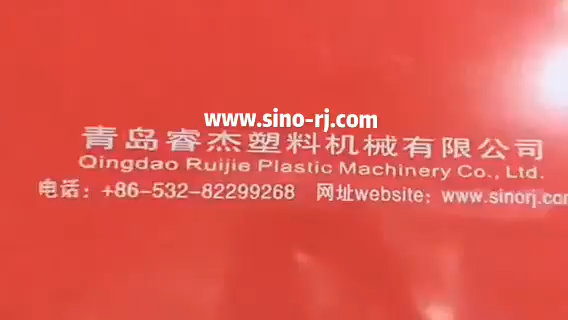 www.sino-rj.com
青岛睿杰塑料机械有限公司
Qingdao Ruijie Plastic Machinery Co., Ltd.
电话：+86-532-82299268 网址website：www.sinorj.com